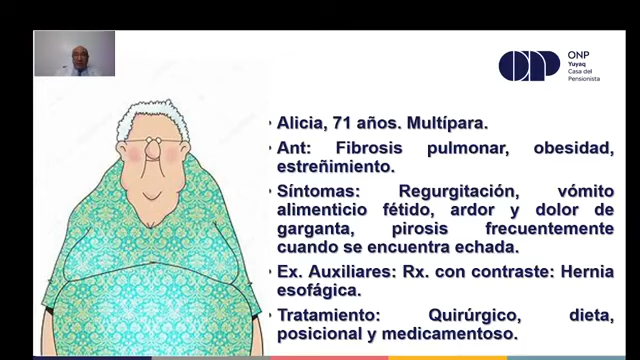 ONP
Yuyaq
Casa del
Pensionista
Alicia, 71 años. Multípara.
Ant: Fibrosis pulmonar, obesidad,
estreñimiento.
Síntomas: Regurgitación, vómito
alimenticio fétido, ardor y dolor de
garganta, pirosis frecuentemente
cuando se encuentra echada.
Ex. Auxiliares: Rx. con contraste: Hernia
esofágica.
Tratamiento: Quirúrgico, dieta,
posicional y medicamentoso.